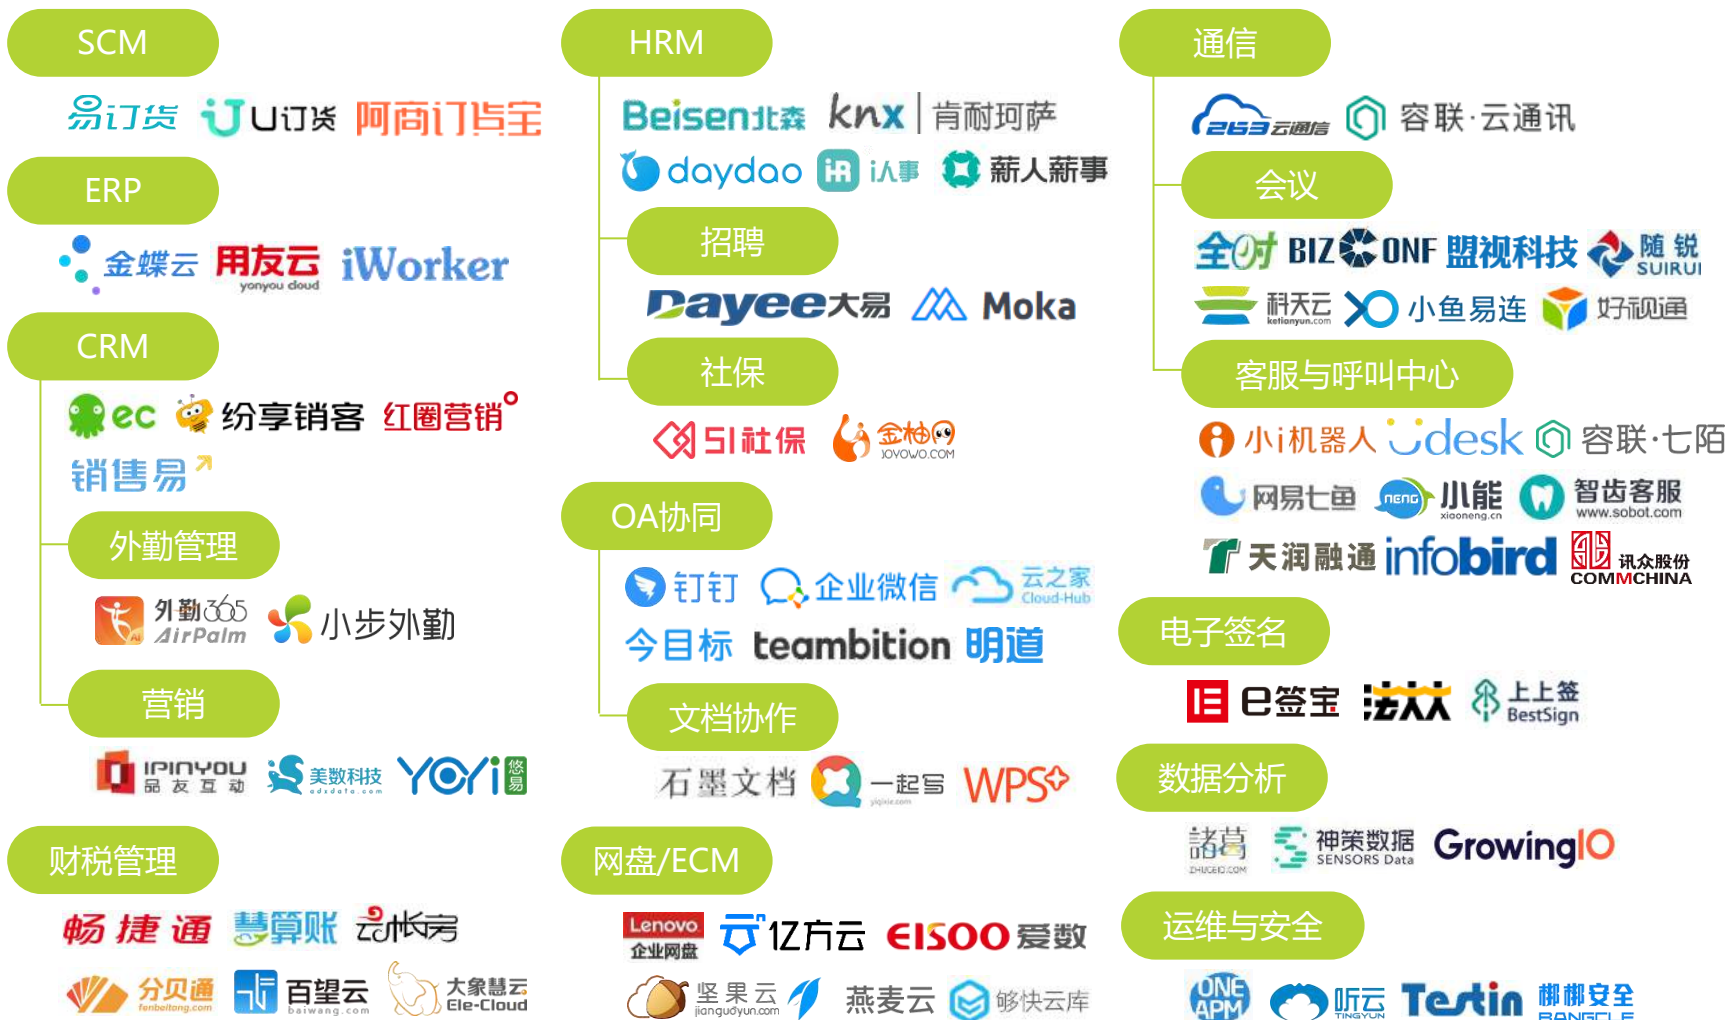 SCM
易订货 U订货 阿商订货宝
ERP
金蝶云 用友云 iWorker
yonyou cloud
CRM
ec 纷享销客 红圈营销
销售易
外勤管理
外勤365 小步外勤
AirPalm
营销
iPINYOU 美数科技 YOYi 悠易
品友互动 adsdata.com
财税管理
畅捷通 慧算账 云帐房
分贝通 百望云 大象慧云
fenbeitong.com baiwang.com Ele-Cloud
HRM
Beisen北森 knx 肯耐珂萨
daydao iR i人事 薪人薪事
招聘
Dayee大易 Moka
社保
51社保 金柚网
JOYOWO.COM
OA协同
钉钉 企业微信 云之家
Cloud-Hub
今目标 teambition 明道
文档协作
石墨文档 一起写 WPS
yiqixie.com
网盘/ECM
Lenovo 亿方云 EISOO爱数
企业网盘
坚果云 燕麦云 够快云库
jianguoyun.com
通信
263云通信 容联·云通讯
会议
全时 BIZCONF 盟视科技 随锐
SUIRUI
科天云 小鱼易连 好视通
ketianyun.com
客服与呼叫中心
小i机器人 Udesk 容联·七陌
网易七鱼 NENG 小能 智齿客服
xiaoneng.cn www.sobot.com
天润融通 infobird 讯众股份
COMMCHINA
电子签名
E签宝 法大大 上上签
BestSign
数据分析
諸葛 神策数据 GrowingIO
ZHUGEIO.COM SENSORS Data
运维与安全
ONE APM 听云 Testin 梆梆安全
TINGYUN BANGCLE